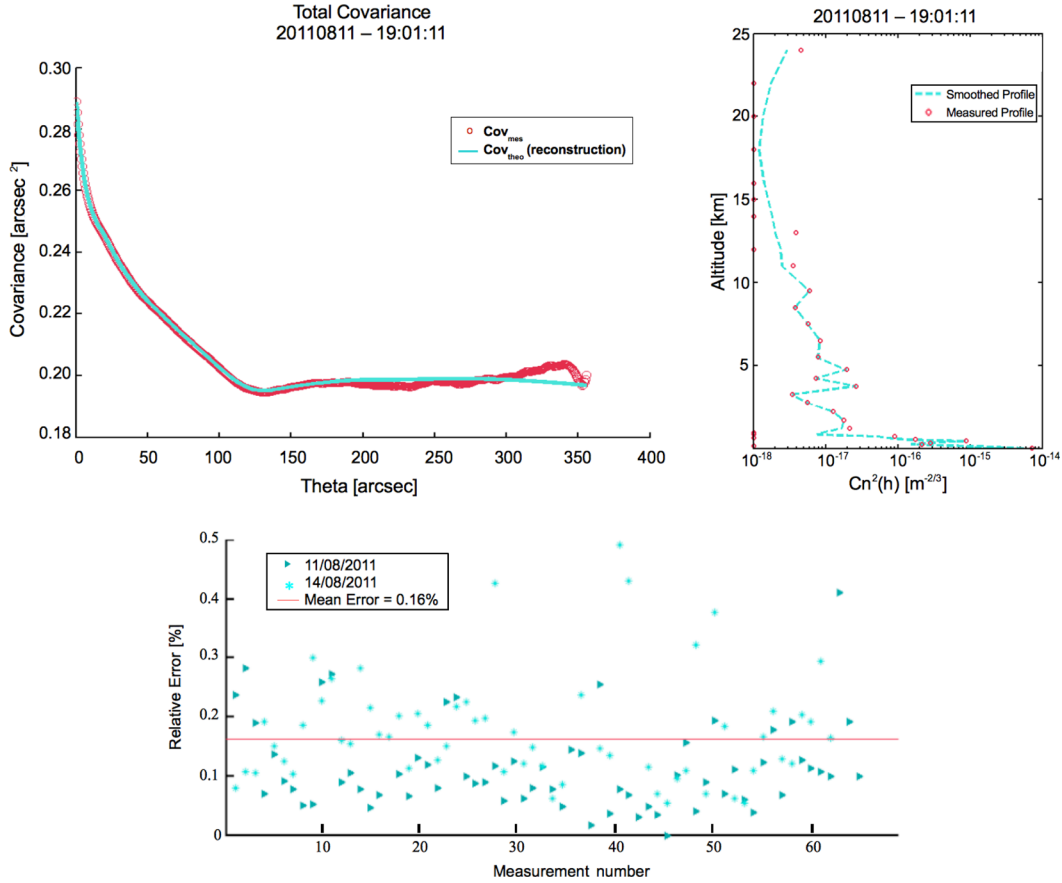 Total Covariance
20110811 – 19:01:11
0.30
0.28
0.26
0.24
0.22
0.20
0.18
Covariance [arcsec 2]
Cov mes
Cov theo (reconstruction)
0
50
100
150
200
250
300
350
400
Theta [arcsec]
20110811 – 19:01:11
25
20
15
10
5
Altitude [km]
Smoothed Profile
Measured Profile
10-18
10-17
10-16
10-15
10-14
Cn2(h) [m-2/3]
0.5
0.4
0.3
0.2
0.1
0
Relative Error [%]
11/08/2011
14/08/2011
Mean Error = 0.16%
10
20
30
40
50
60
Measurement number